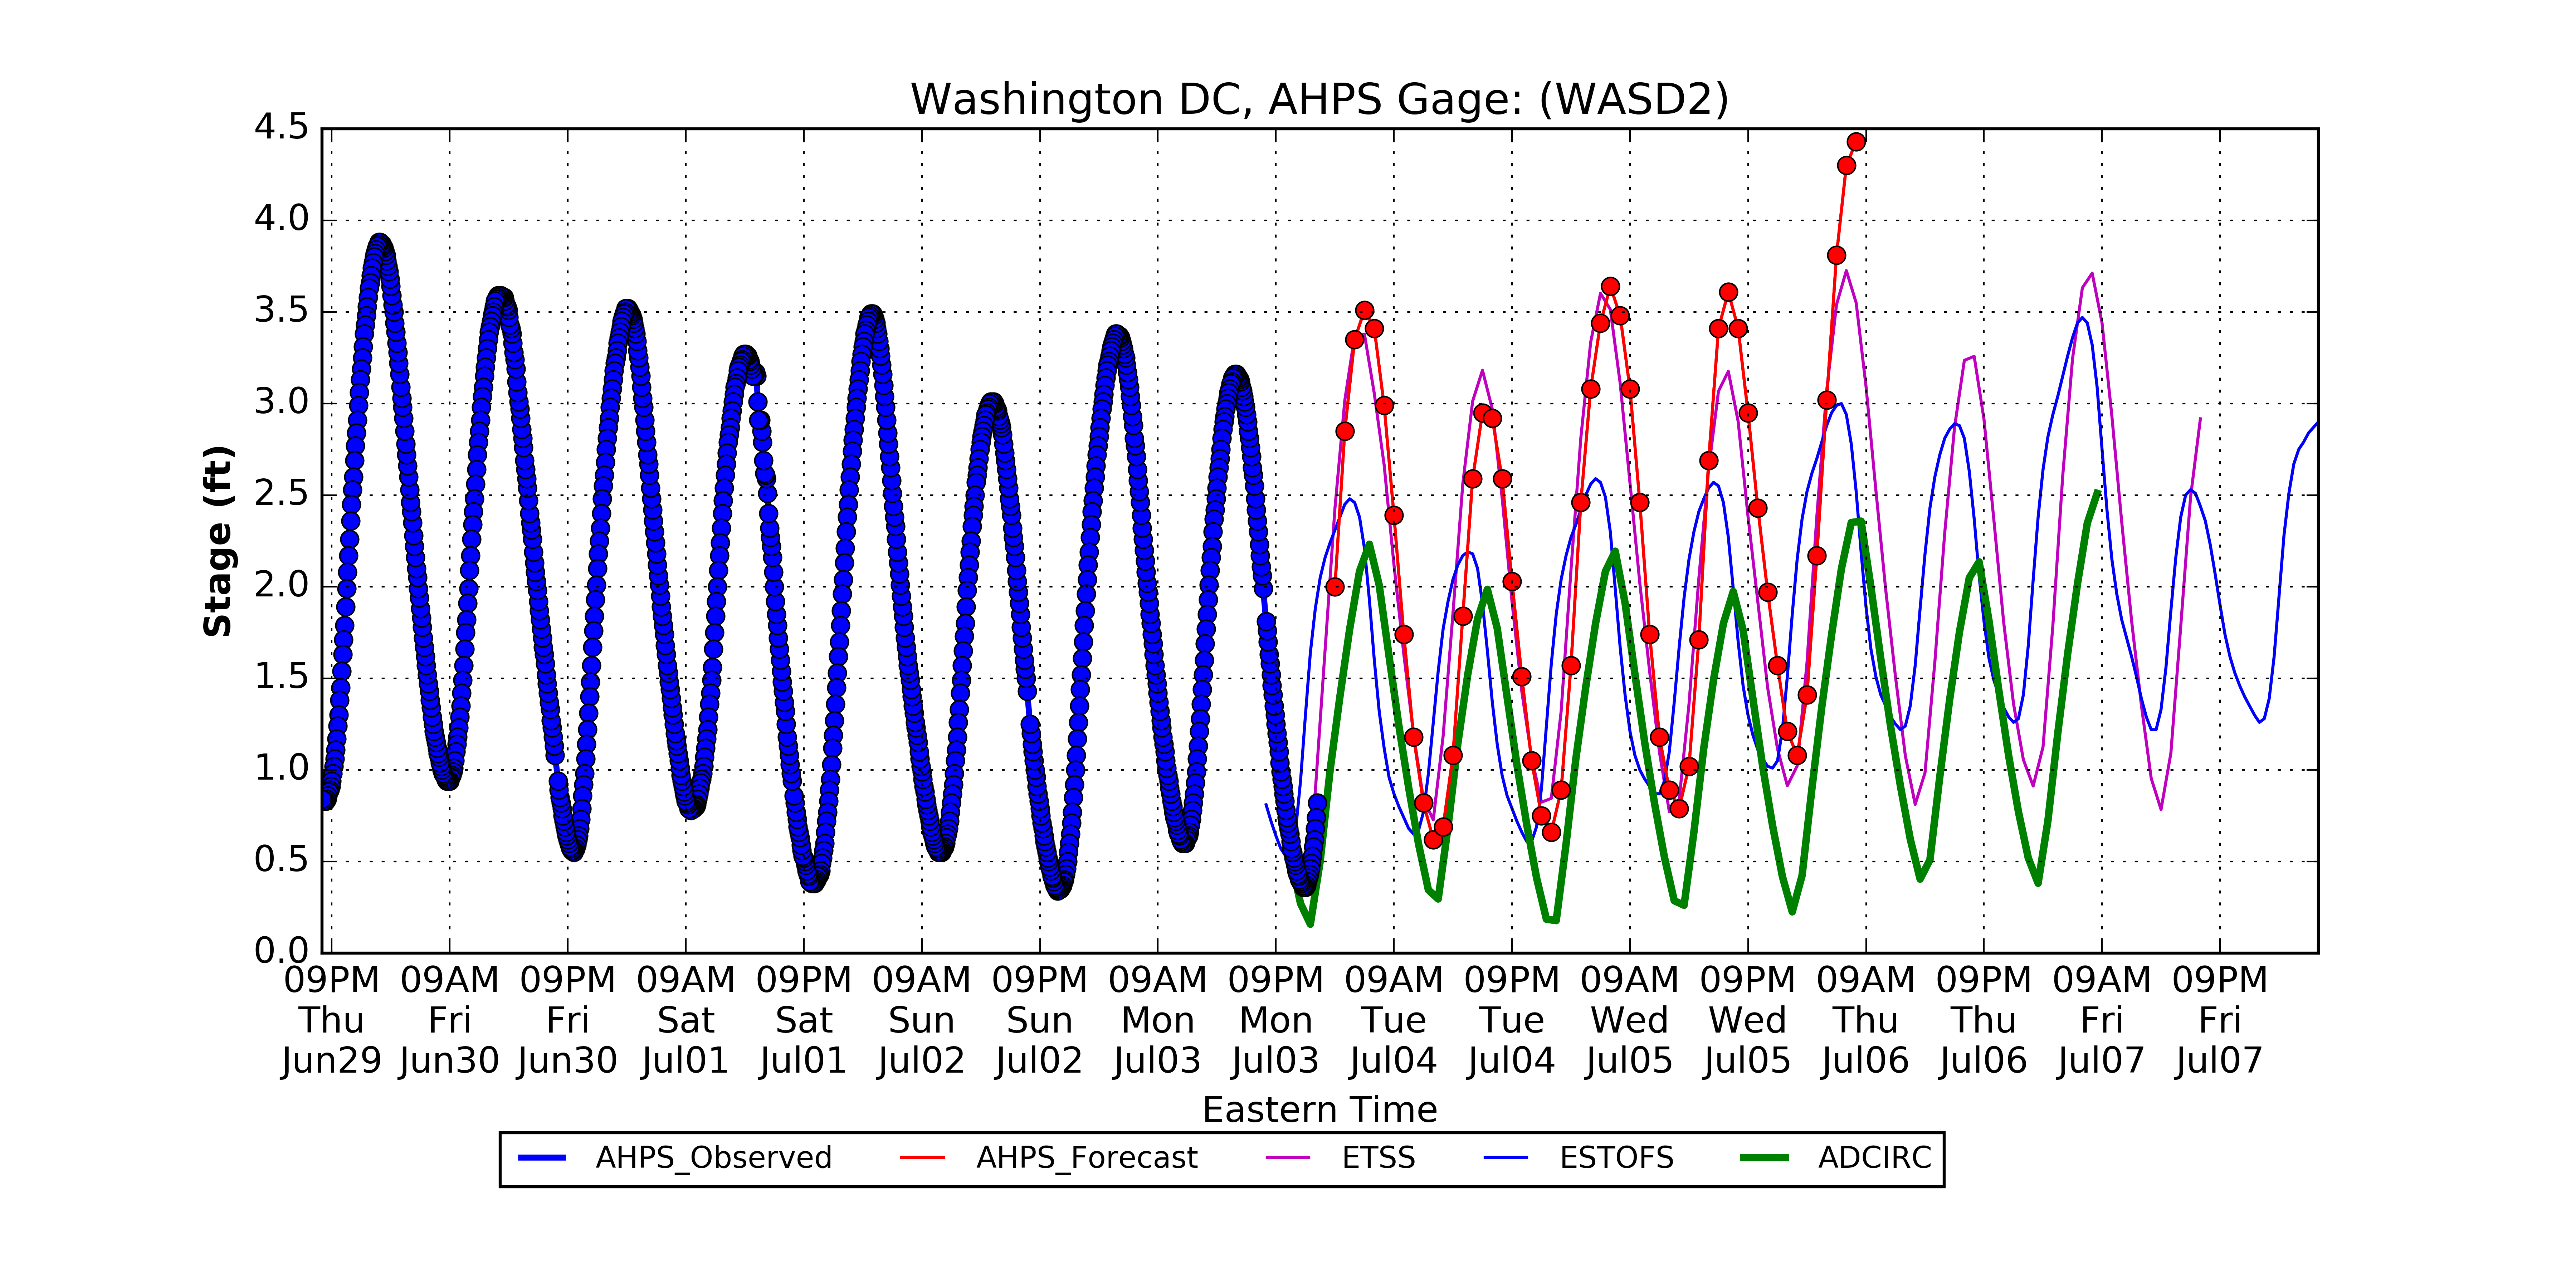 Washington DC, AHPS Gage: (WASD2)
4.5
4.0
3.5
3.0
2.5
2.0
1.5
1.0
0.5
0.0
Stage (ft)
09PM 09AM 09PM 09AM 09PM 09AM 09PM 09AM 09PM 09AM 09PM 09AM 09PM 09AM 09PM 09AM 09PM
Thu Fri Fri Sat Sat Sun Sun Mon Mon Tue Tue Wed Wed Thu Thu Fri Fri
Jun29 Jun30 Jun30 Jul01 Jul01 Jul02 Jul02 Jul03 Jul03 Jul04 Jul04 Jul05 Jul05 Jul06 Jul06 Jul07 Jul07
Eastern Time
AHPS_Observed AHPS_Forecast ETSS ESTOFS ADCIRC